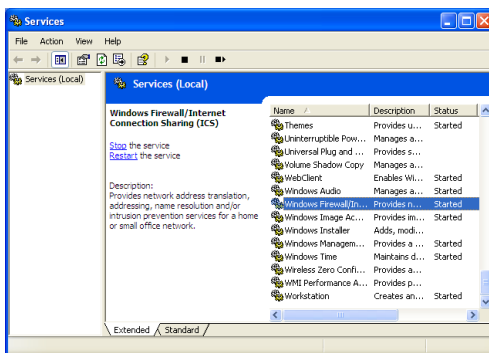 Services
File Action View Help
Services (Local)
Services (Local)
Windows Firewall/Internet
Connection Sharing (ICS)
Stop the service
Restart the service
Description:
Provides network address translation,
addressing, name resolution and/or
intrusion prevention services for a home
or small office network.
Name Description Status
Themes Provides u... Started
Uninterruptible Pow... Manages a...
Universal Plug and ... Provides s...
Volume Shadow Copy Manages a...
WebClient Enables Wi... Started
Windows Audio Manages a... Started
Windows Firewall/In... Provides n... Started
Windows Image Ac... Provides im... Started
Windows Installer Adds, modi...
Windows Managem... Provides a ... Started
Windows Time Maintains d... Started
Wireless Zero Confi... Provides a...
WMI Performance A... Provides p...
Workstation Creates an... Started
Extended Standard